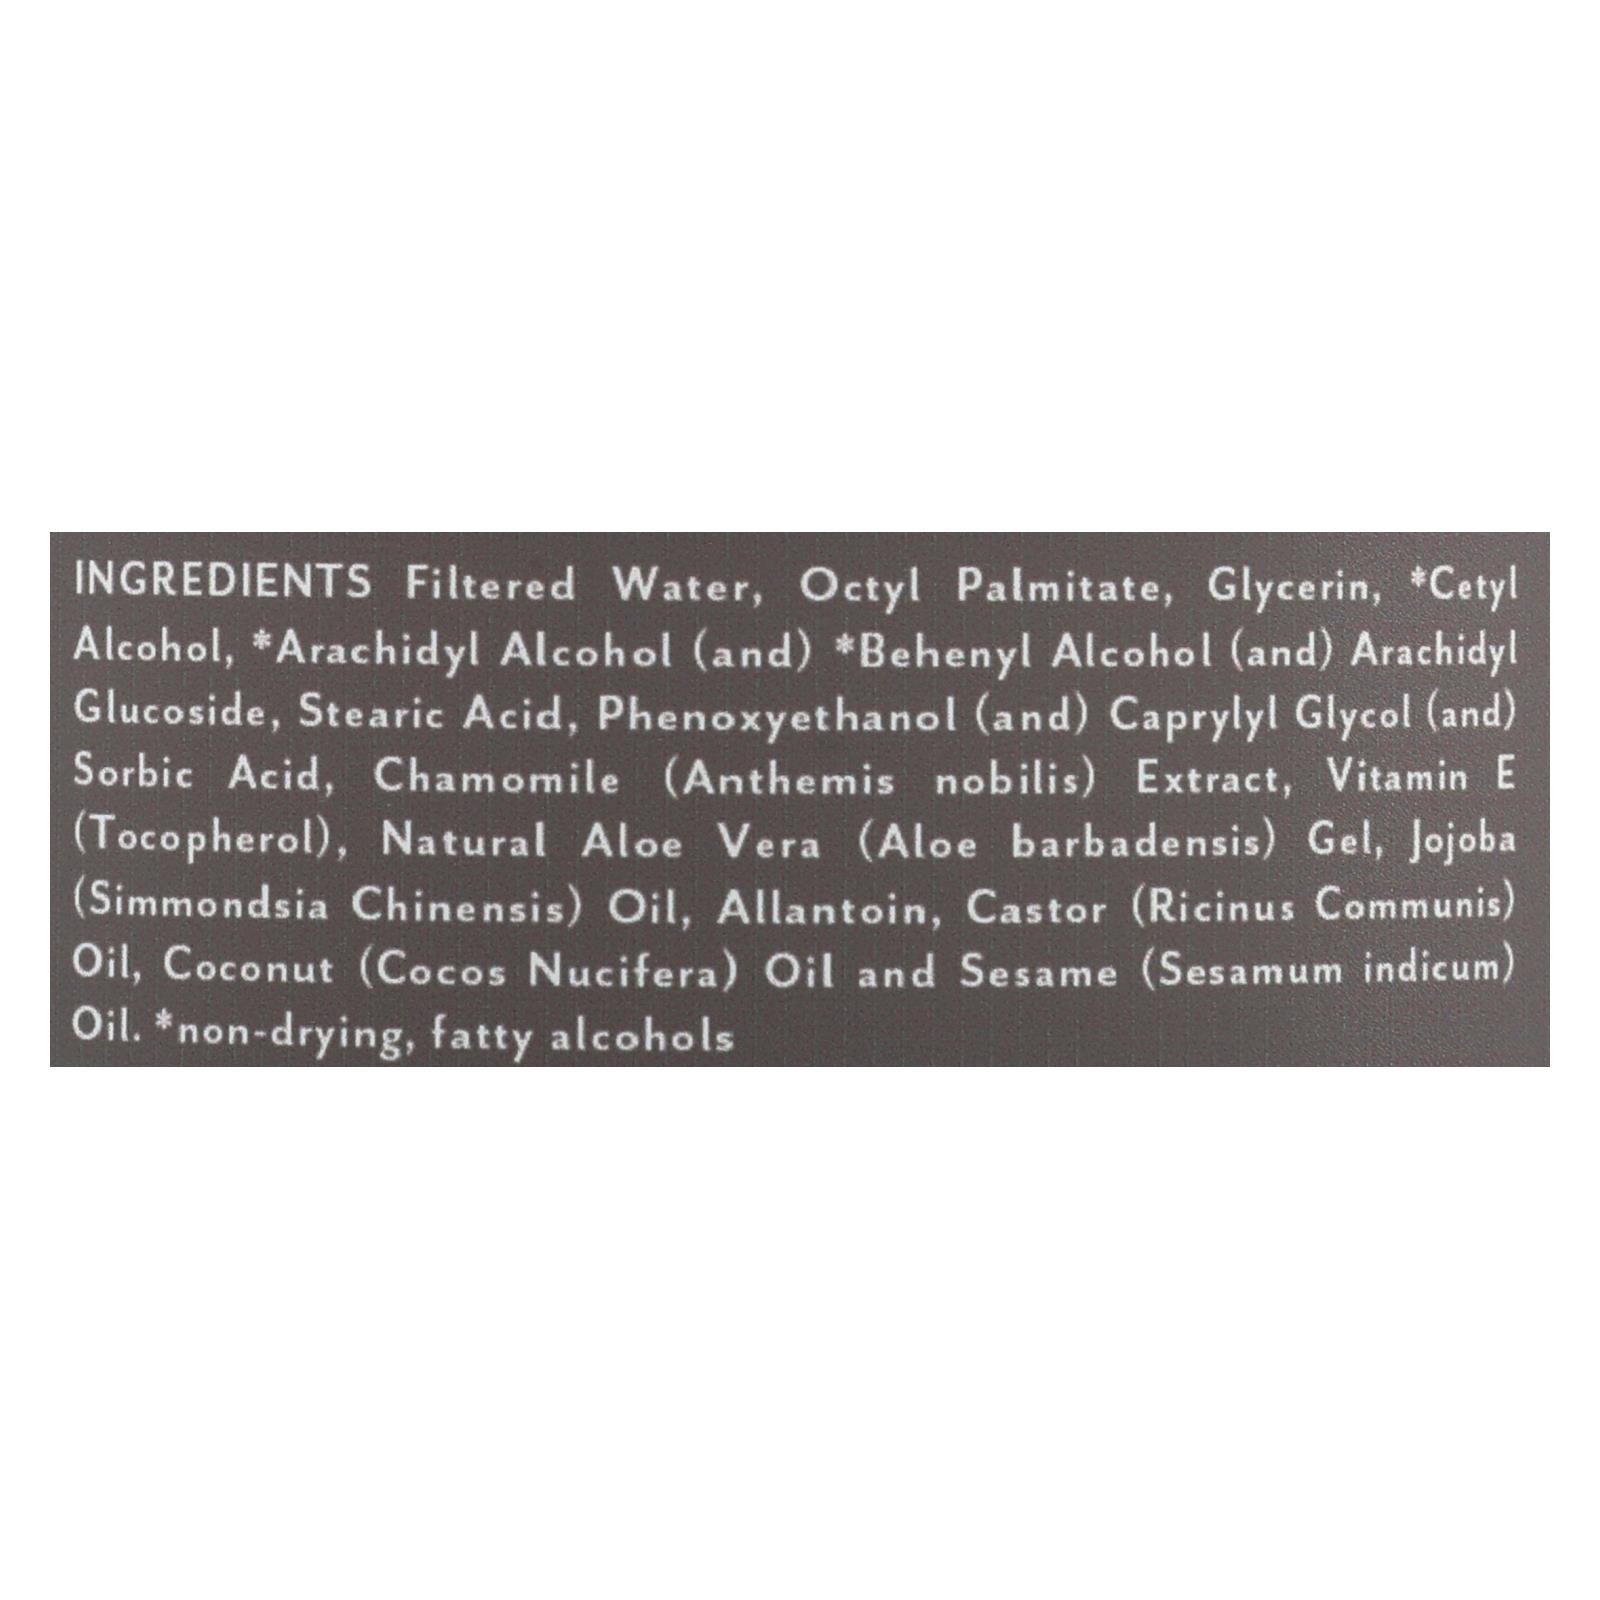 INGREDIENTS Filtered Water, Octyl Palmitate, Glycerin, *Cetyl
Alcohol, *Arachidyl Alcohol (and) *Behenyl Alcohol (and) Arachidyl
Glucoside, Stearic Acid, Phenoxyethanol (and) Caprylyl Glycol (and)
Sorbic Acid, Chamomile (Anthemis nobilis) Extract, Vitamin E
(Tocopherol), Natural Aloe Vera (Aloe barbadensis) Gel, Jojoba
(Simmondsia Chinensis) Oil, Allantoin, Castor (Ricinus Communis)
Oil, Coconut (Cocos Nucifera) Oil and Sesame (Sesamum indicum)
Oil. *non-drying, fatty alcohols